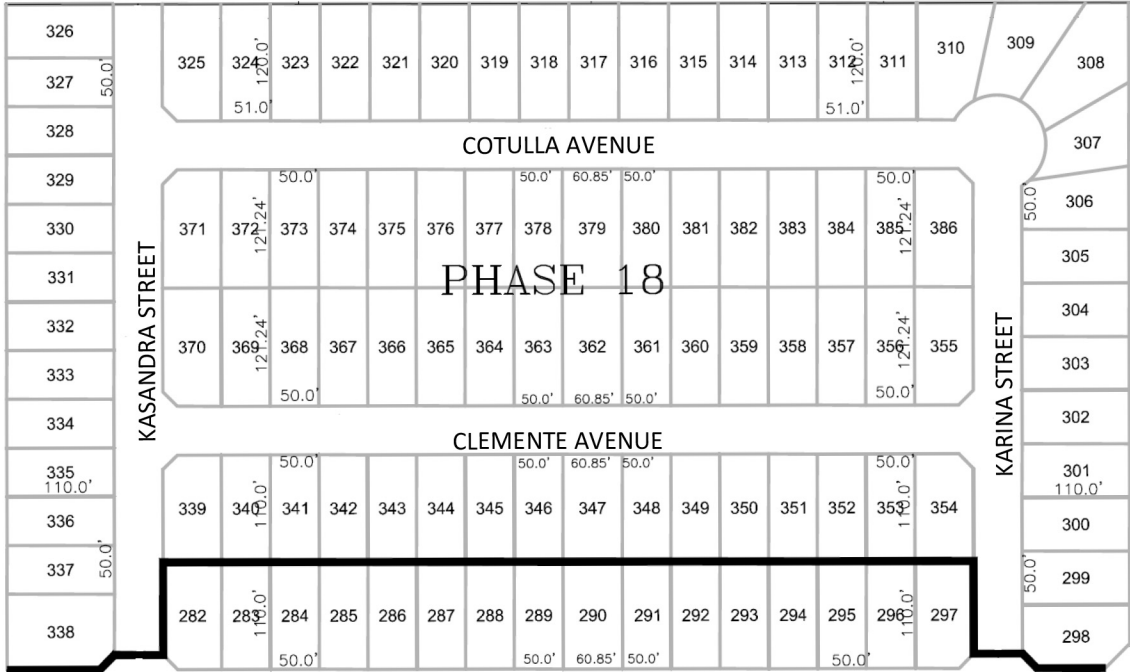 326
325 324 323 322 321 320 319 318 317 316 315 314 313 312 311 310 309 308
120.0' 120.0'
327 50.0'
51.0' 51.0'
328
COTULLA AVENUE
307
329
50.0' 50.0' 60.85' 50.0' 50.0'
306 50.0'
330 371 372 373 374 375 376 377 378 379 380 381 382 383 384 385 386
121.24' 121.24'
305
331
PHASE 18
304
332
KASANDRA STREET
370 369 368 367 366 365 364 363 362 361 360 359 358 357 356 355
121.24' 121.24'
333 303
KARINA STREET
50.0' 50.0' 60.85' 50.0' 50.0'
334 302
CLEMENTE AVENUE
50.0' 50.0' 60.85' 50.0' 50.0'
335 301
110.0' 110.0'
339 340 341 342 343 344 345 346 347 348 349 350 351 352 353 354
110.0' 110.0'
336 300
337 50.0' 50.0' 299
282 283 284 285 286 287 288 289 290 291 292 293 294 295 296 297
110.0' 110.0'
338 298
50.0' 50.0' 60.85' 50.0' 50.0'